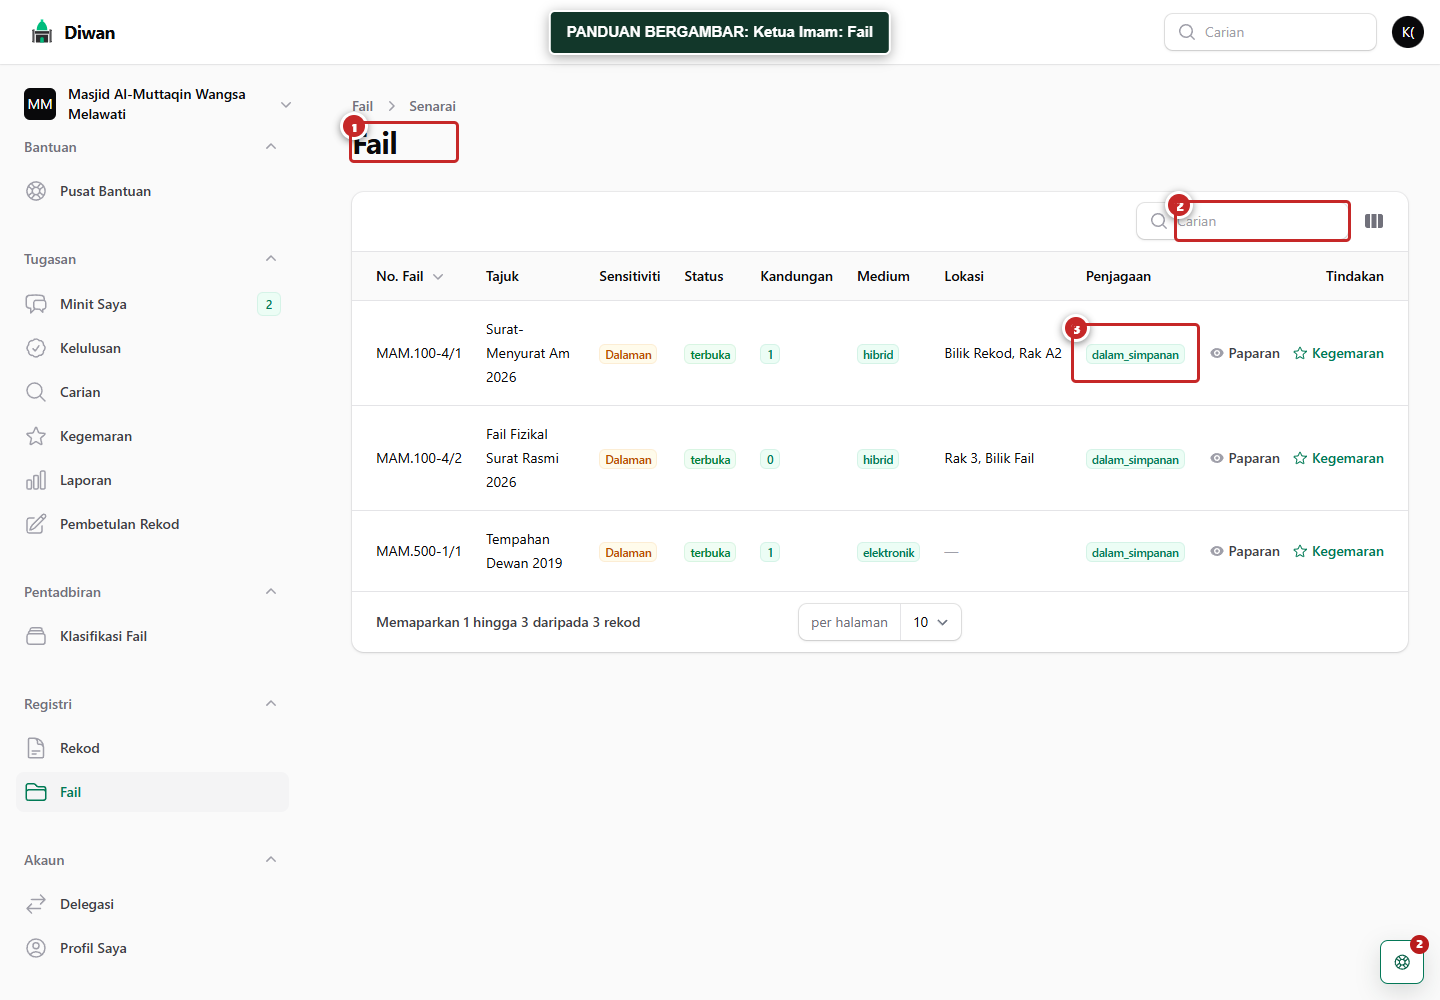 Diwan
PANDUAN BERGAMBAR: Ketua Imam: Fail
Carian
K(
MM
Masjid Al-Muttaqin Wangsa
Melawati
Bantuan
Pusat Bantuan
Tugasan
Minit Saya
2
Kelulusan
Carian
Kegemaran
Laporan
Pembetulan Rekod
Pentadbiran
Klasifikasi Fail
Registri
Rekod
Fail
Akaun
Delegasi
Profil Saya
Fail
Senarai
1
Fail
2
Carian
No. Fail
Tajuk
Sensitiviti
Status
Kandungan
Medium
Lokasi
Penjagaan
Tindakan
MAM.100-4/1
Surat-
Menyurat Am
2026
Dalaman
terbuka
1
hibrid
Bilik Rekod, Rak A2
3
dalam_simpanan
Paparan
Kegemaran
MAM.100-4/2
Fail Fizikal
Surat Rasmi
2026
Dalaman
terbuka
0
hibrid
Rak 3, Bilik Fail
dalam_simpanan
Paparan
Kegemaran
MAM.500-1/1
Tempahan
Dewan 2019
Dalaman
terbuka
1
elektronik
—
dalam_simpanan
Paparan
Kegemaran
Memaparkan 1 hingga 3 daripada 3 rekod
per halaman
10
2